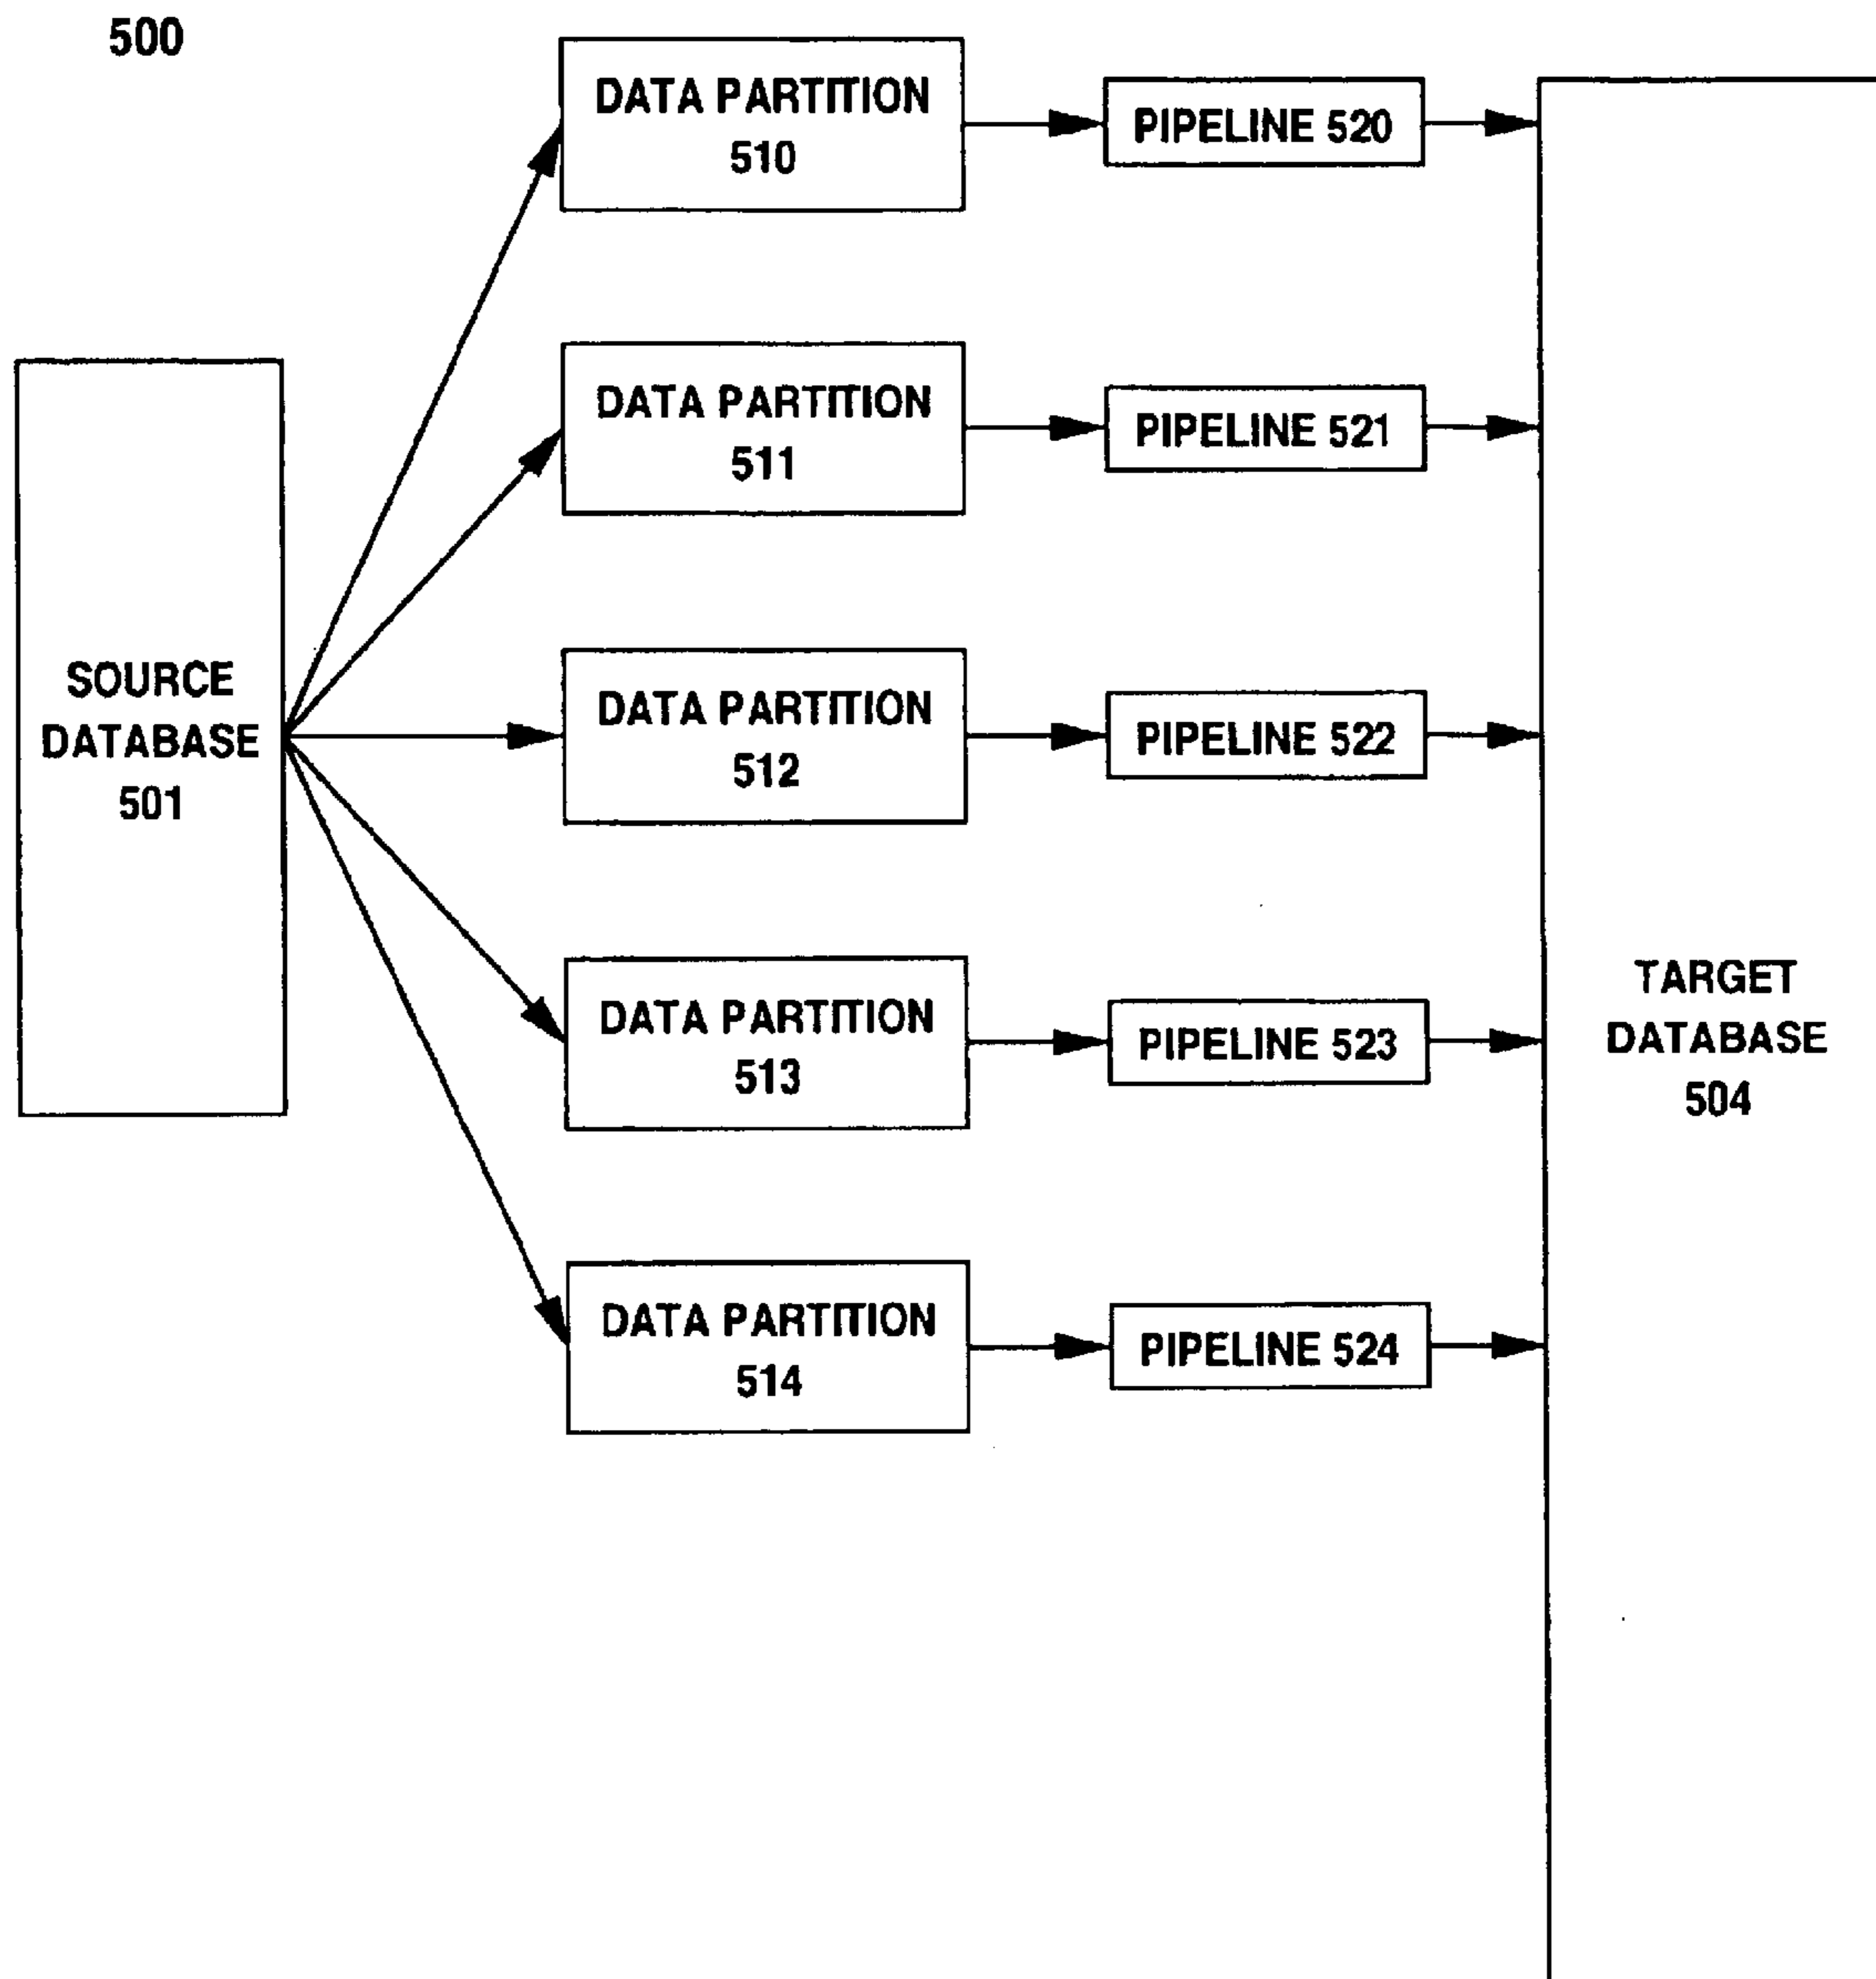 500
DATA PARTITION
510
PIPELINE 520
DATA PARTITION
511
PIPELINE 521
SOURCE
DATABASE
501
DATA PARTITION
512
PIPELINE 522
DATA PARTITION
513
PIPELINE 523
TARGET
DATABASE
504
DATA PARTITION
514
PIPELINE 524